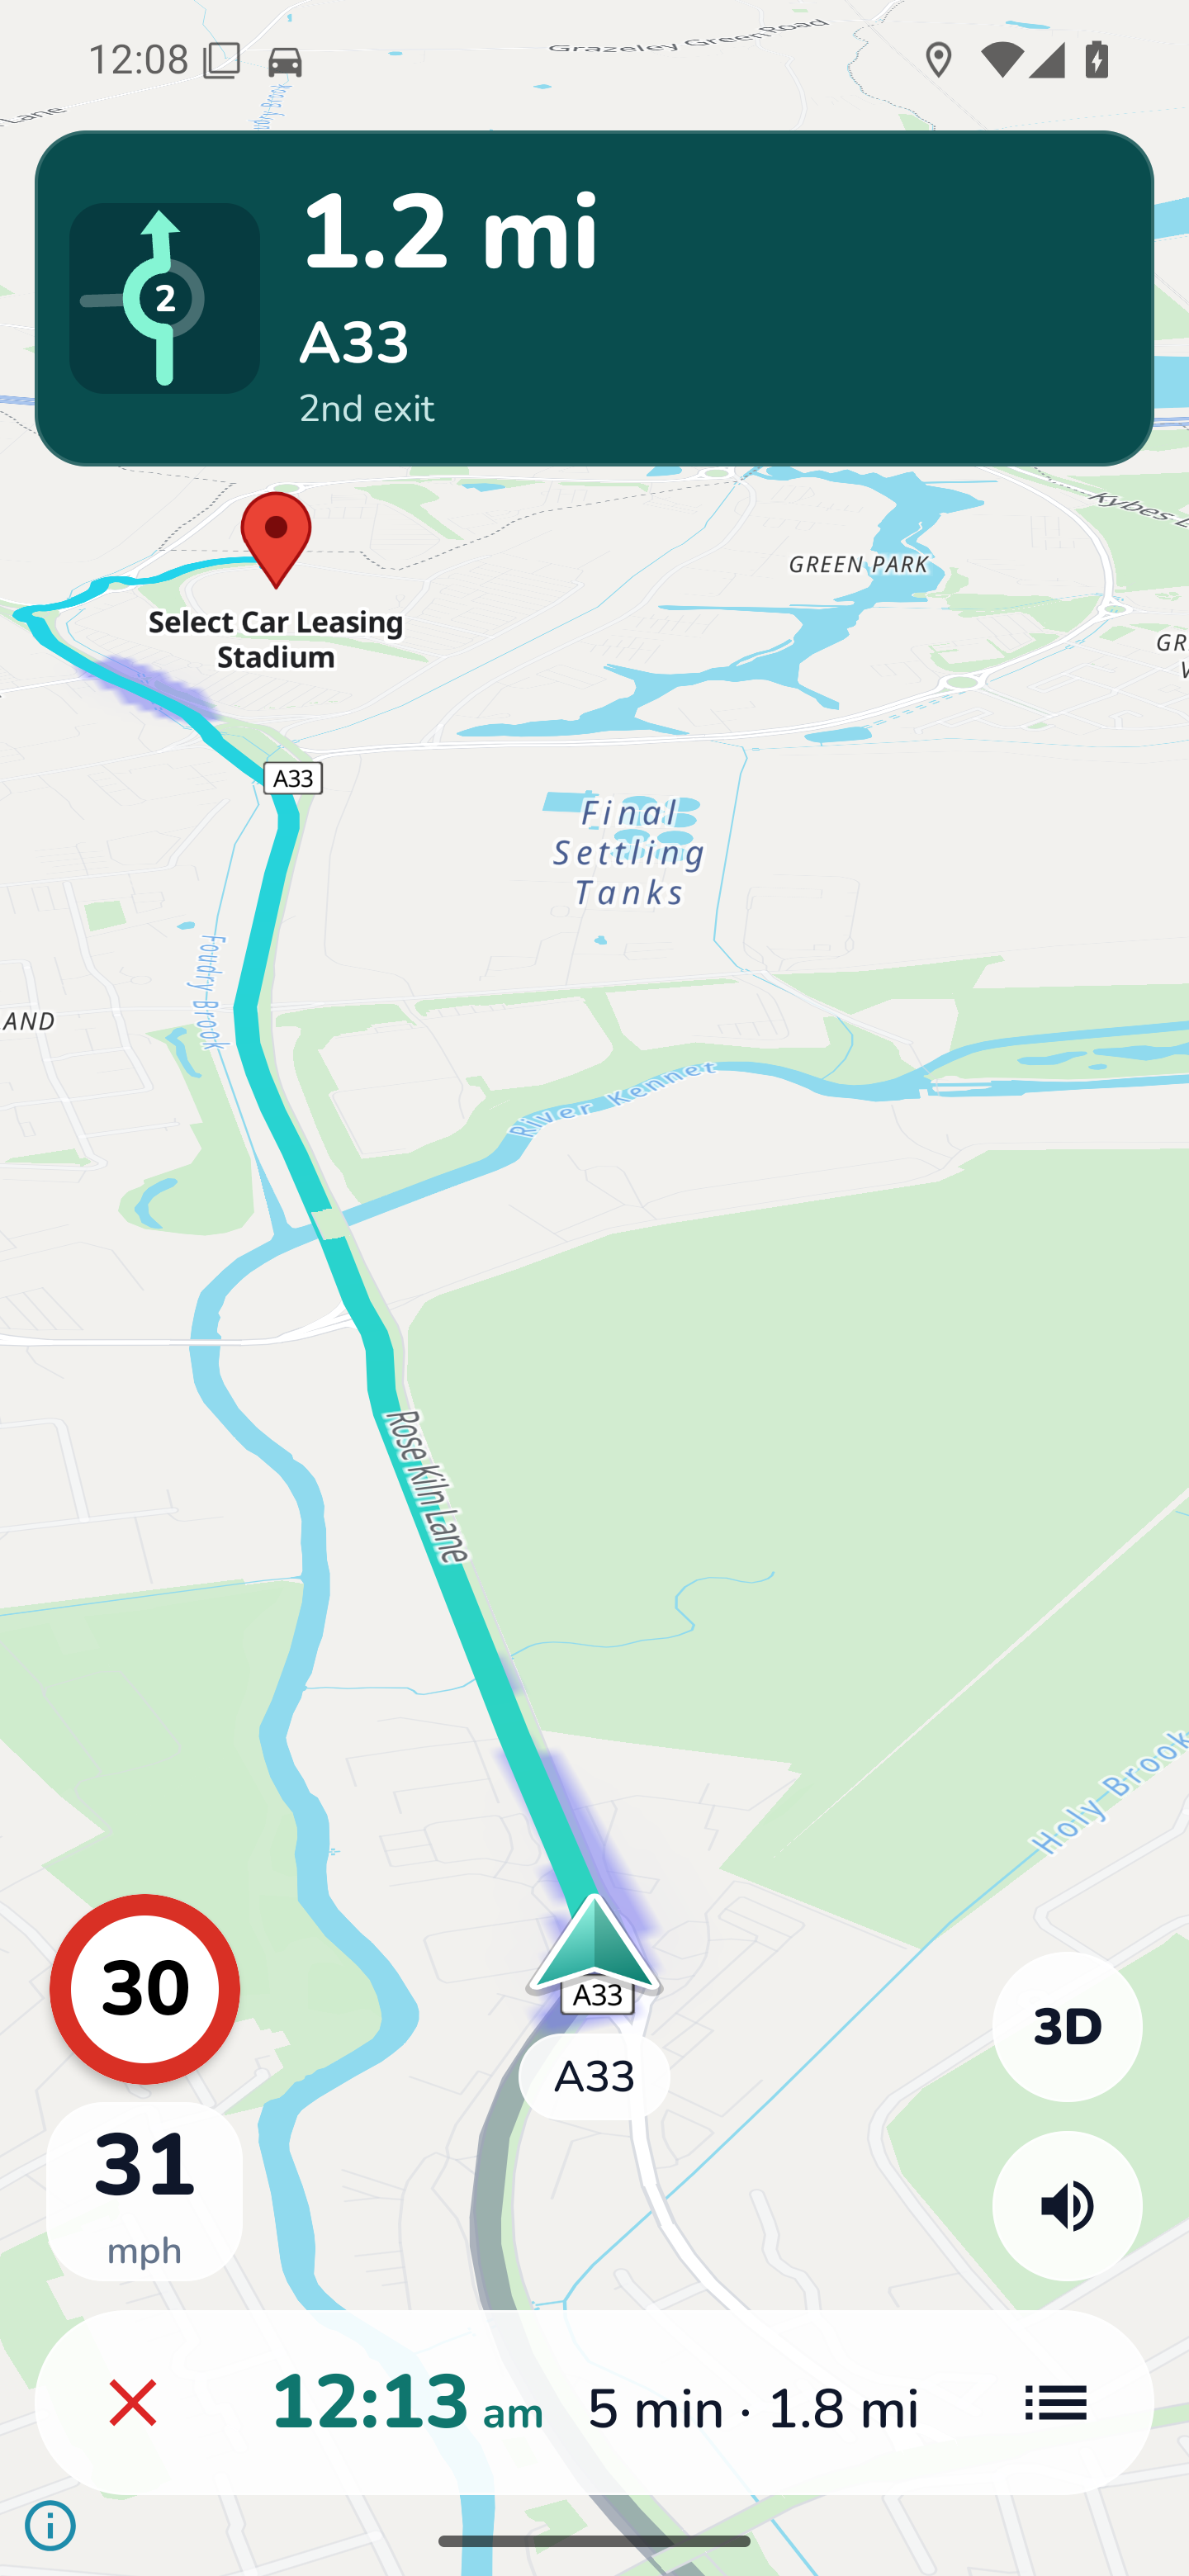 Grazeley Green Road
12:08
Lane
1.2 mi
2
A33
2nd exit
GREEN PARK
Select Car Leasing
Stadium
A33
Final
Settling
Tanks
Foudry Brook
AND
River Kennet
Rose Kiln Lane
Holy Brook
30
A33
3D
A33
31
mph
12:13 am
5 min · 1.8 mi